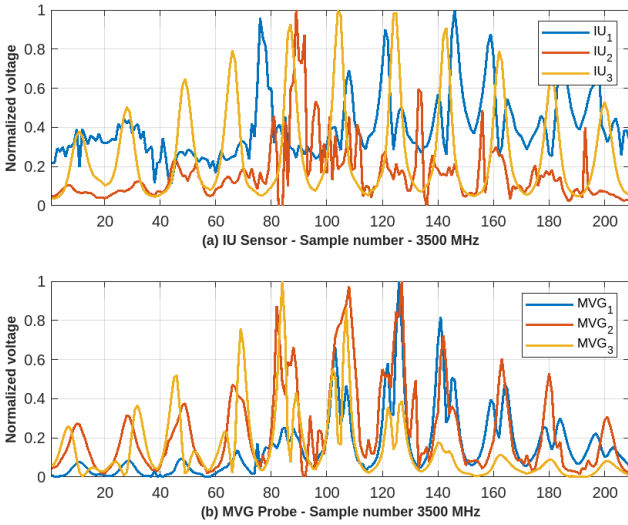 1
0.8
0.6
0.4
0.2
0
Normalized voltage
IU1
IU2
IU3
20 40 60 80 100 120 140 160 180 200
(a) IU Sensor - Sample number - 3500 MHz
1
0.8
0.6
0.4
0.2
0
Normalized voltage
MVG1
MVG2
MVG3
20 40 60 80 100 120 140 160 180 200
(b) MVG Probe - Sample number 3500 MHz